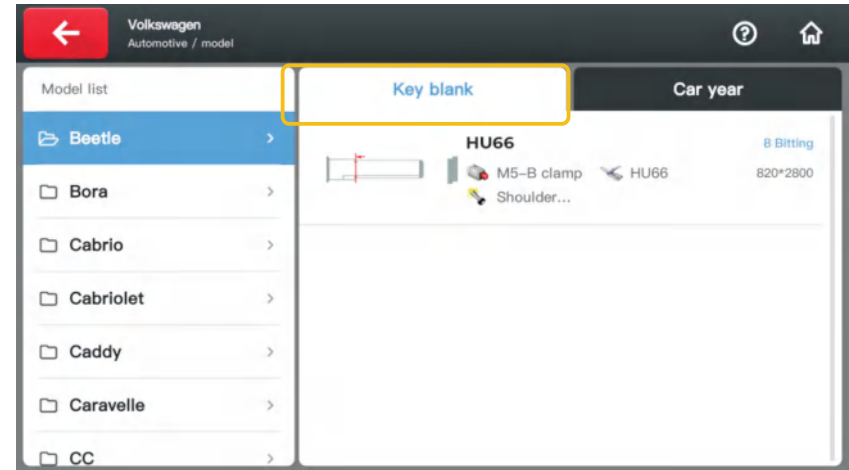 Volkswagen
Automotive / model
Model list
Key blank
Car year
Beetle
Bora
Cabrio
Cabriolet
Caddy
Caravelle
CC
HU66
8 Bitting
M5-B clamp
HU66
820*2800
Shoulder...